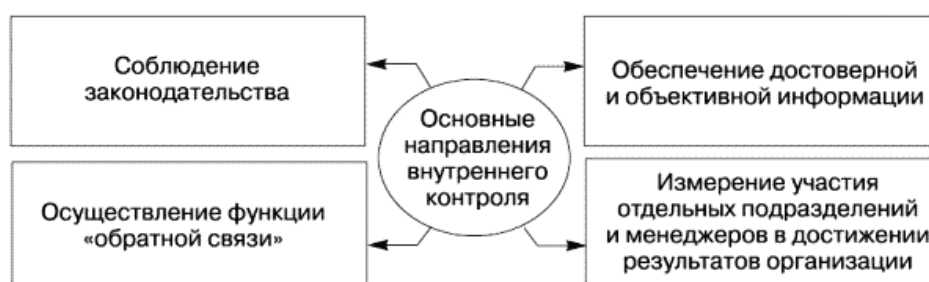 Соблюдение
законодательства
Обеспечение достоверной
и объективной информации
Основные
направления
внутреннего
контроля
Осуществление функции
«обратной связи»
Измерение участия
отдельных подразделений
и менеджеров в достижении
результатов организации